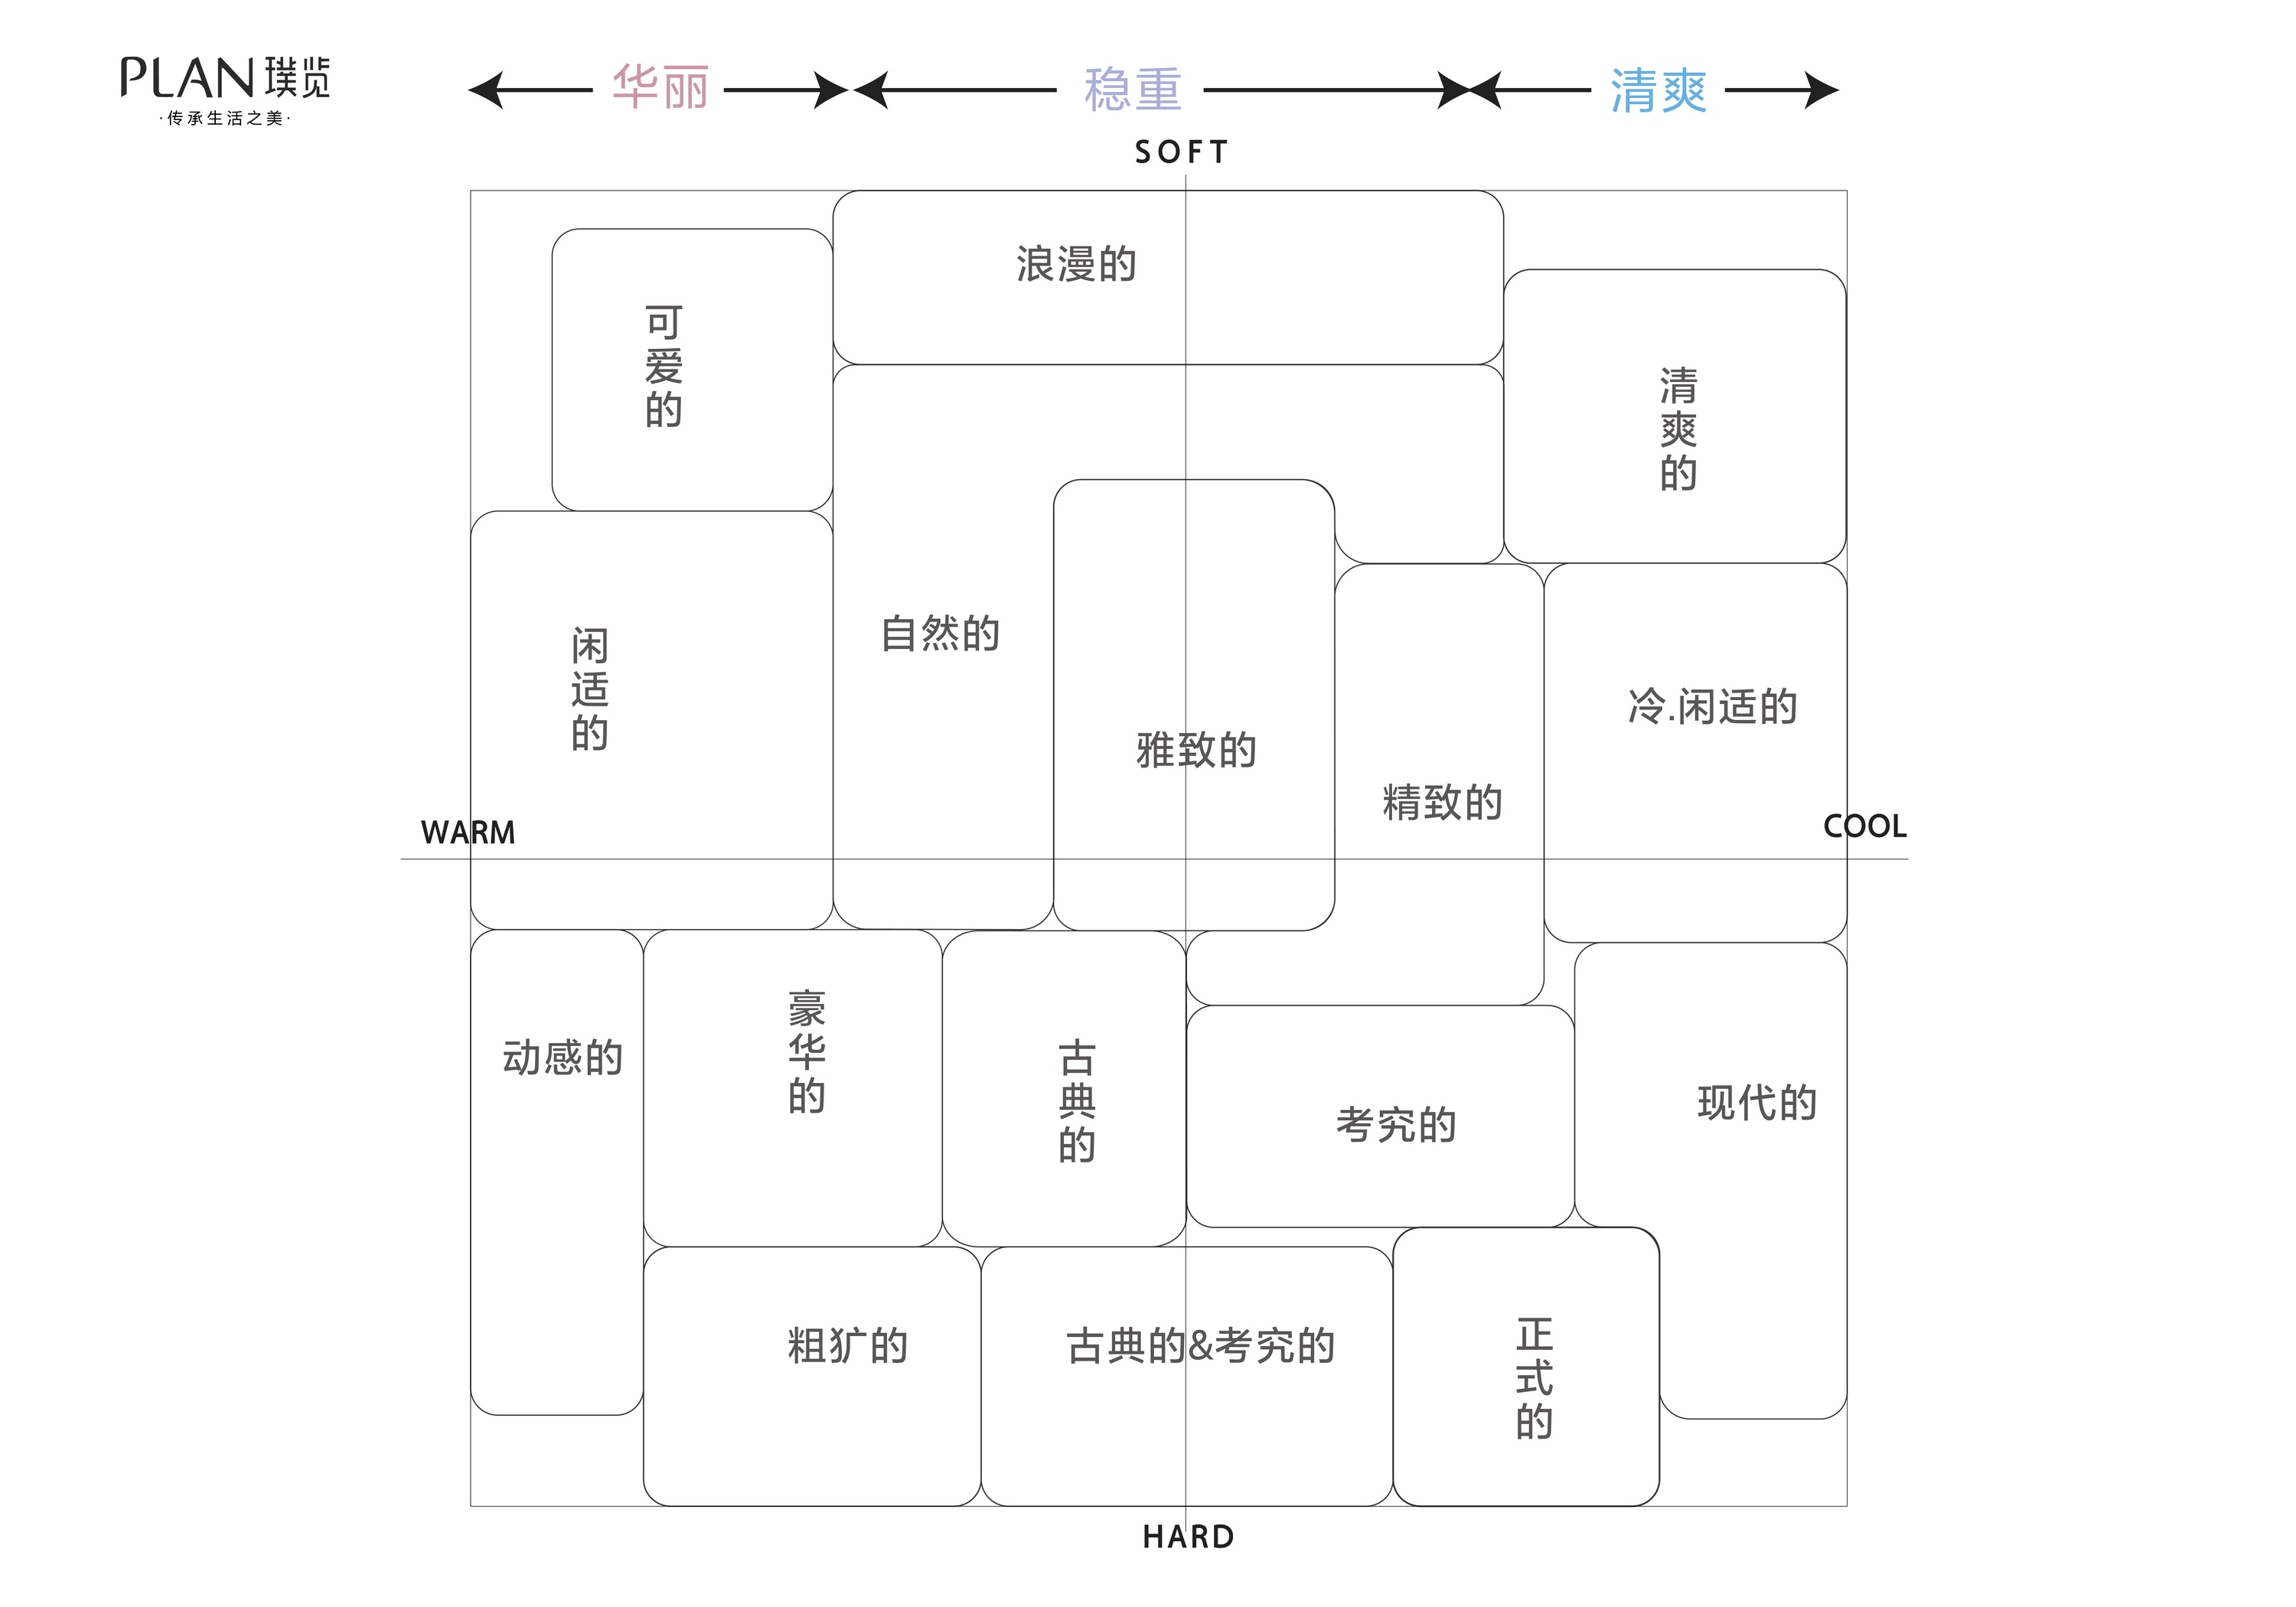 PLAN 璞览
·传承生活之美·
华丽
稳重
清爽
SOFT
浪漫的
可爱的
清爽的
闲适的
自然的
冷.闲适的
雅致的
精致的
WARM
COOL
豪华的
动感的
古典的
现代的
考究的
粗犷的
古典的&考究的
正式的
HARD